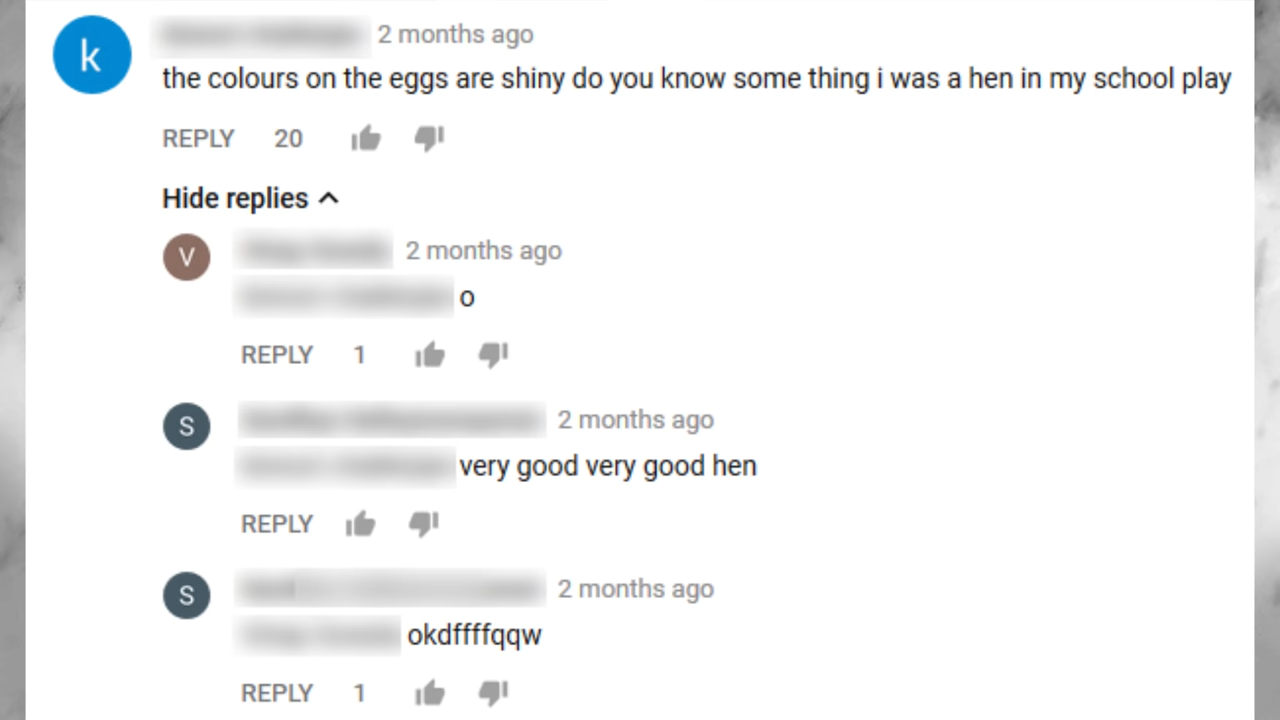 k
2 months ago
the colours on the eggs are shiny do you know some thing i was a hen in my school play
REPLY 20
Hide replies
V
2 months ago
o
REPLY 1
S
2 months ago
very good very good hen
REPLY
S
2 months ago
okdffffqqw
REPLY 1